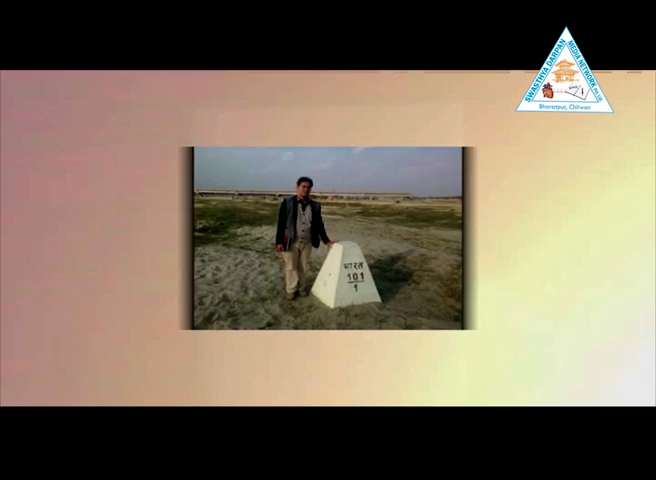 SWASTHYA DARPAN
MEDIA NETWORK Pvt. Ltd.
Bharatpur, Chitwan
भारत
101
1